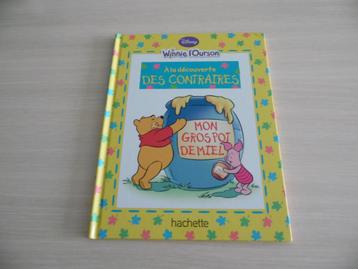 Disney
Winnie l'Ourson
A la découverte
DES CONTRAIRES
MON
GROS POT
DE MIEL
hachette